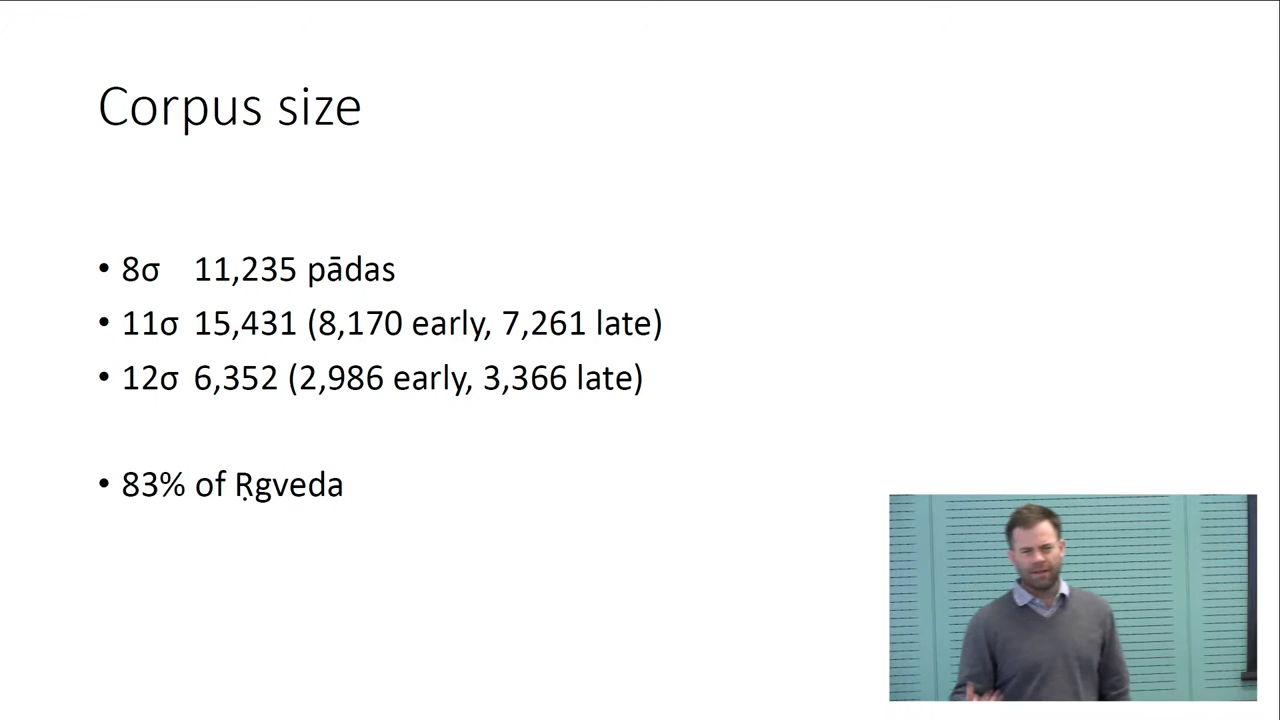 Corpus size
• 8σ 11,235 pādas
• 11σ 15,431 (8,170 early, 7,261 late)
• 12σ 6,352 (2,986 early, 3,366 late)
• 83% of Ṛgveda